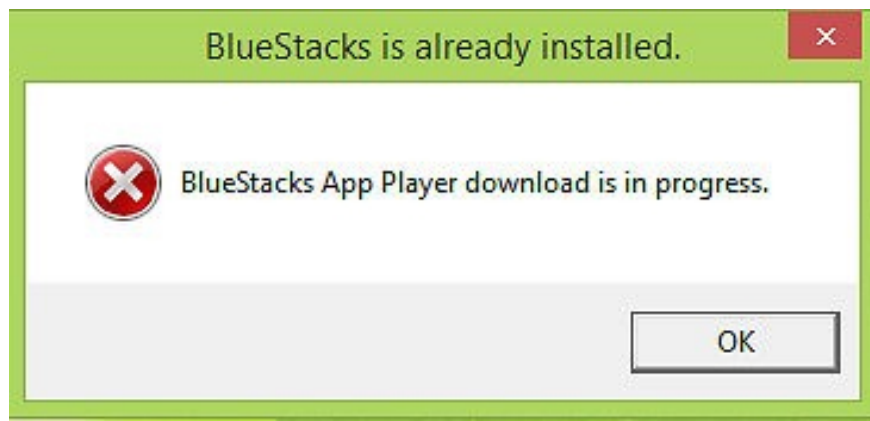 BlueStacks is already installed.
BlueStacks App Player download is in progress.
OK